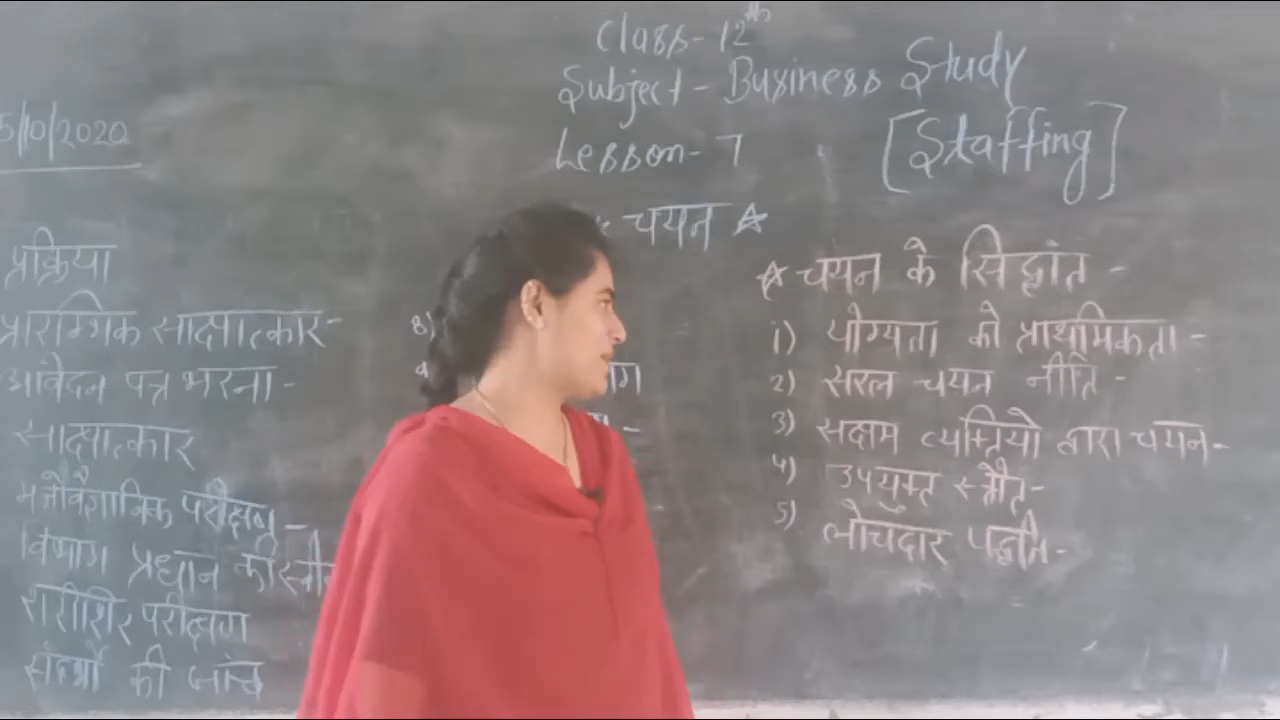 Class-12th
Subject - Business Study
Lesson-7 [Staffing]
5/10/2020
चयन
प्रक्रिया
प्रारम्भिक साक्षात्कार-
आवेदन पत्र भरना-
साक्षात्कार
मनोवैज्ञानिक परीक्षण-
विभाग प्रधान की
शारीरिर परीक्षण
संदर्भो की जांच
8)
9
चयन के सिद्धांत-
1) योग्यता को प्राथमिकता-
2) सरल चयन नीति-
3) सक्षम व्यक्तियो द्वारा चयन-
4) उपयुक्त स्त्रोत-
5) लोचदार पद्धति-